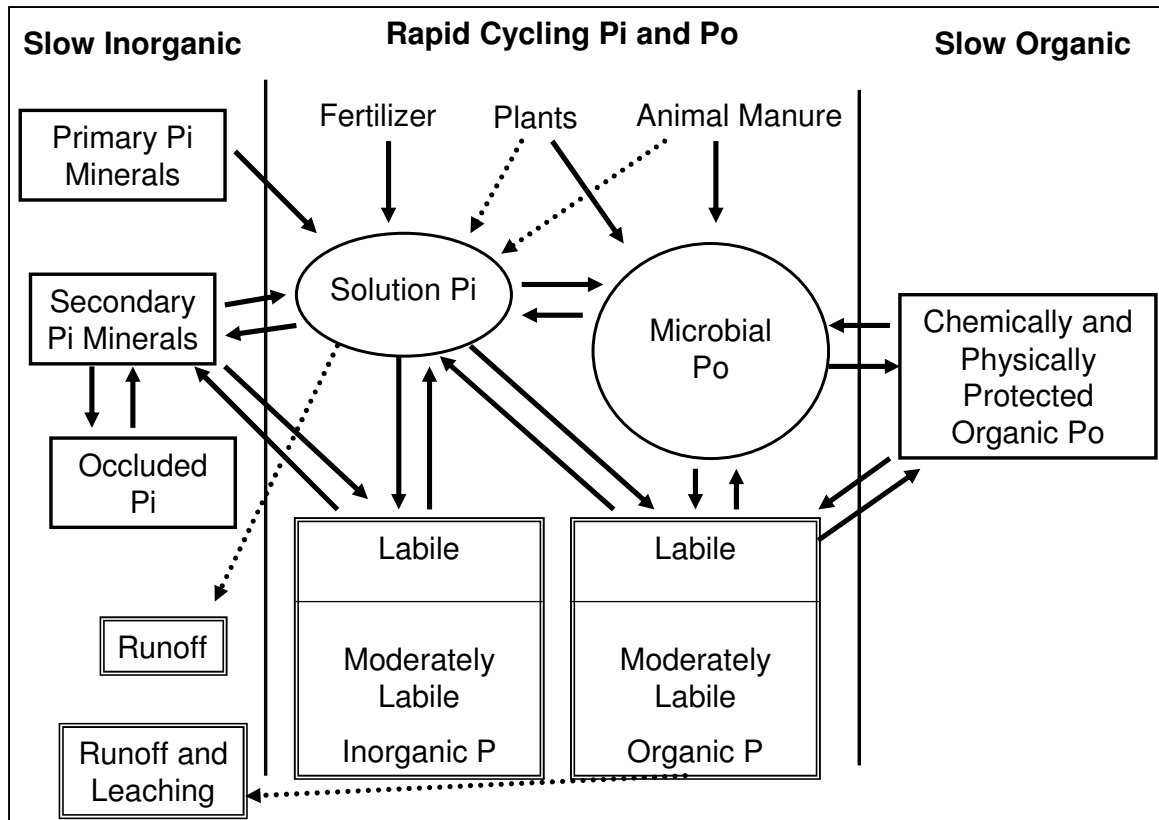 Slow Inorganic
Rapid Cycling Pi and Po
Slow Organic
Fertilizer
Plants
Animal Manure
Primary Pi
Minerals
Solution Pi
Secondary
Pi Minerals
Microbial
Po
Chemically and
Physically
Protected
Organic Po
Occluded
Pi
Labile
Moderately
Labile
Inorganic P
Labile
Moderately
Labile
Organic P
Runoff
Runoff and
Leaching